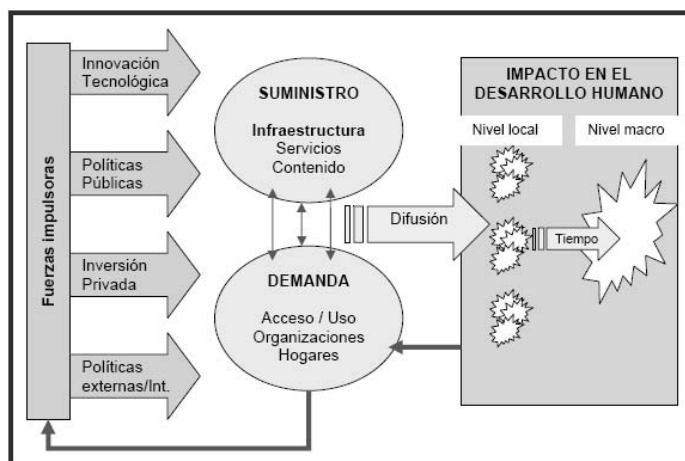 Fuerzas impulsoras
Innovación
Tecnológica
Políticas
Públicas
Inversión
Privada
Políticas
externas/Int.
SUMINISTRO
Infraestructura
Servicios
Contenido
DEMANDA
Acceso / Uso
Organizaciones
Hogares
Difusión
IMPACTO EN EL
DESARROLLO HUMANO
Nivel local
Nivel macro
Tiempo